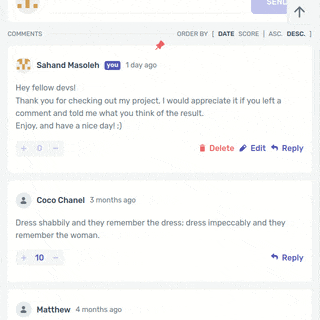 SEND
COMMENTS ORDER BY [ DATE SCORE | ASC. DESC. ]
Sahand Masoleh you 1 day ago
Hey fellow devs!
Thank you for checking out my project, I would appreciate it if you left a
comment and told me what you think of the result.
Enjoy, and have a nice day! ;)
+ 0 − Delete Edit Reply
Coco Chanel 3 months ago
Dress shabbily and they remember the dress; dress impeccably and they
remember the woman.
+ 10 − Reply
Matthew 4 months ago